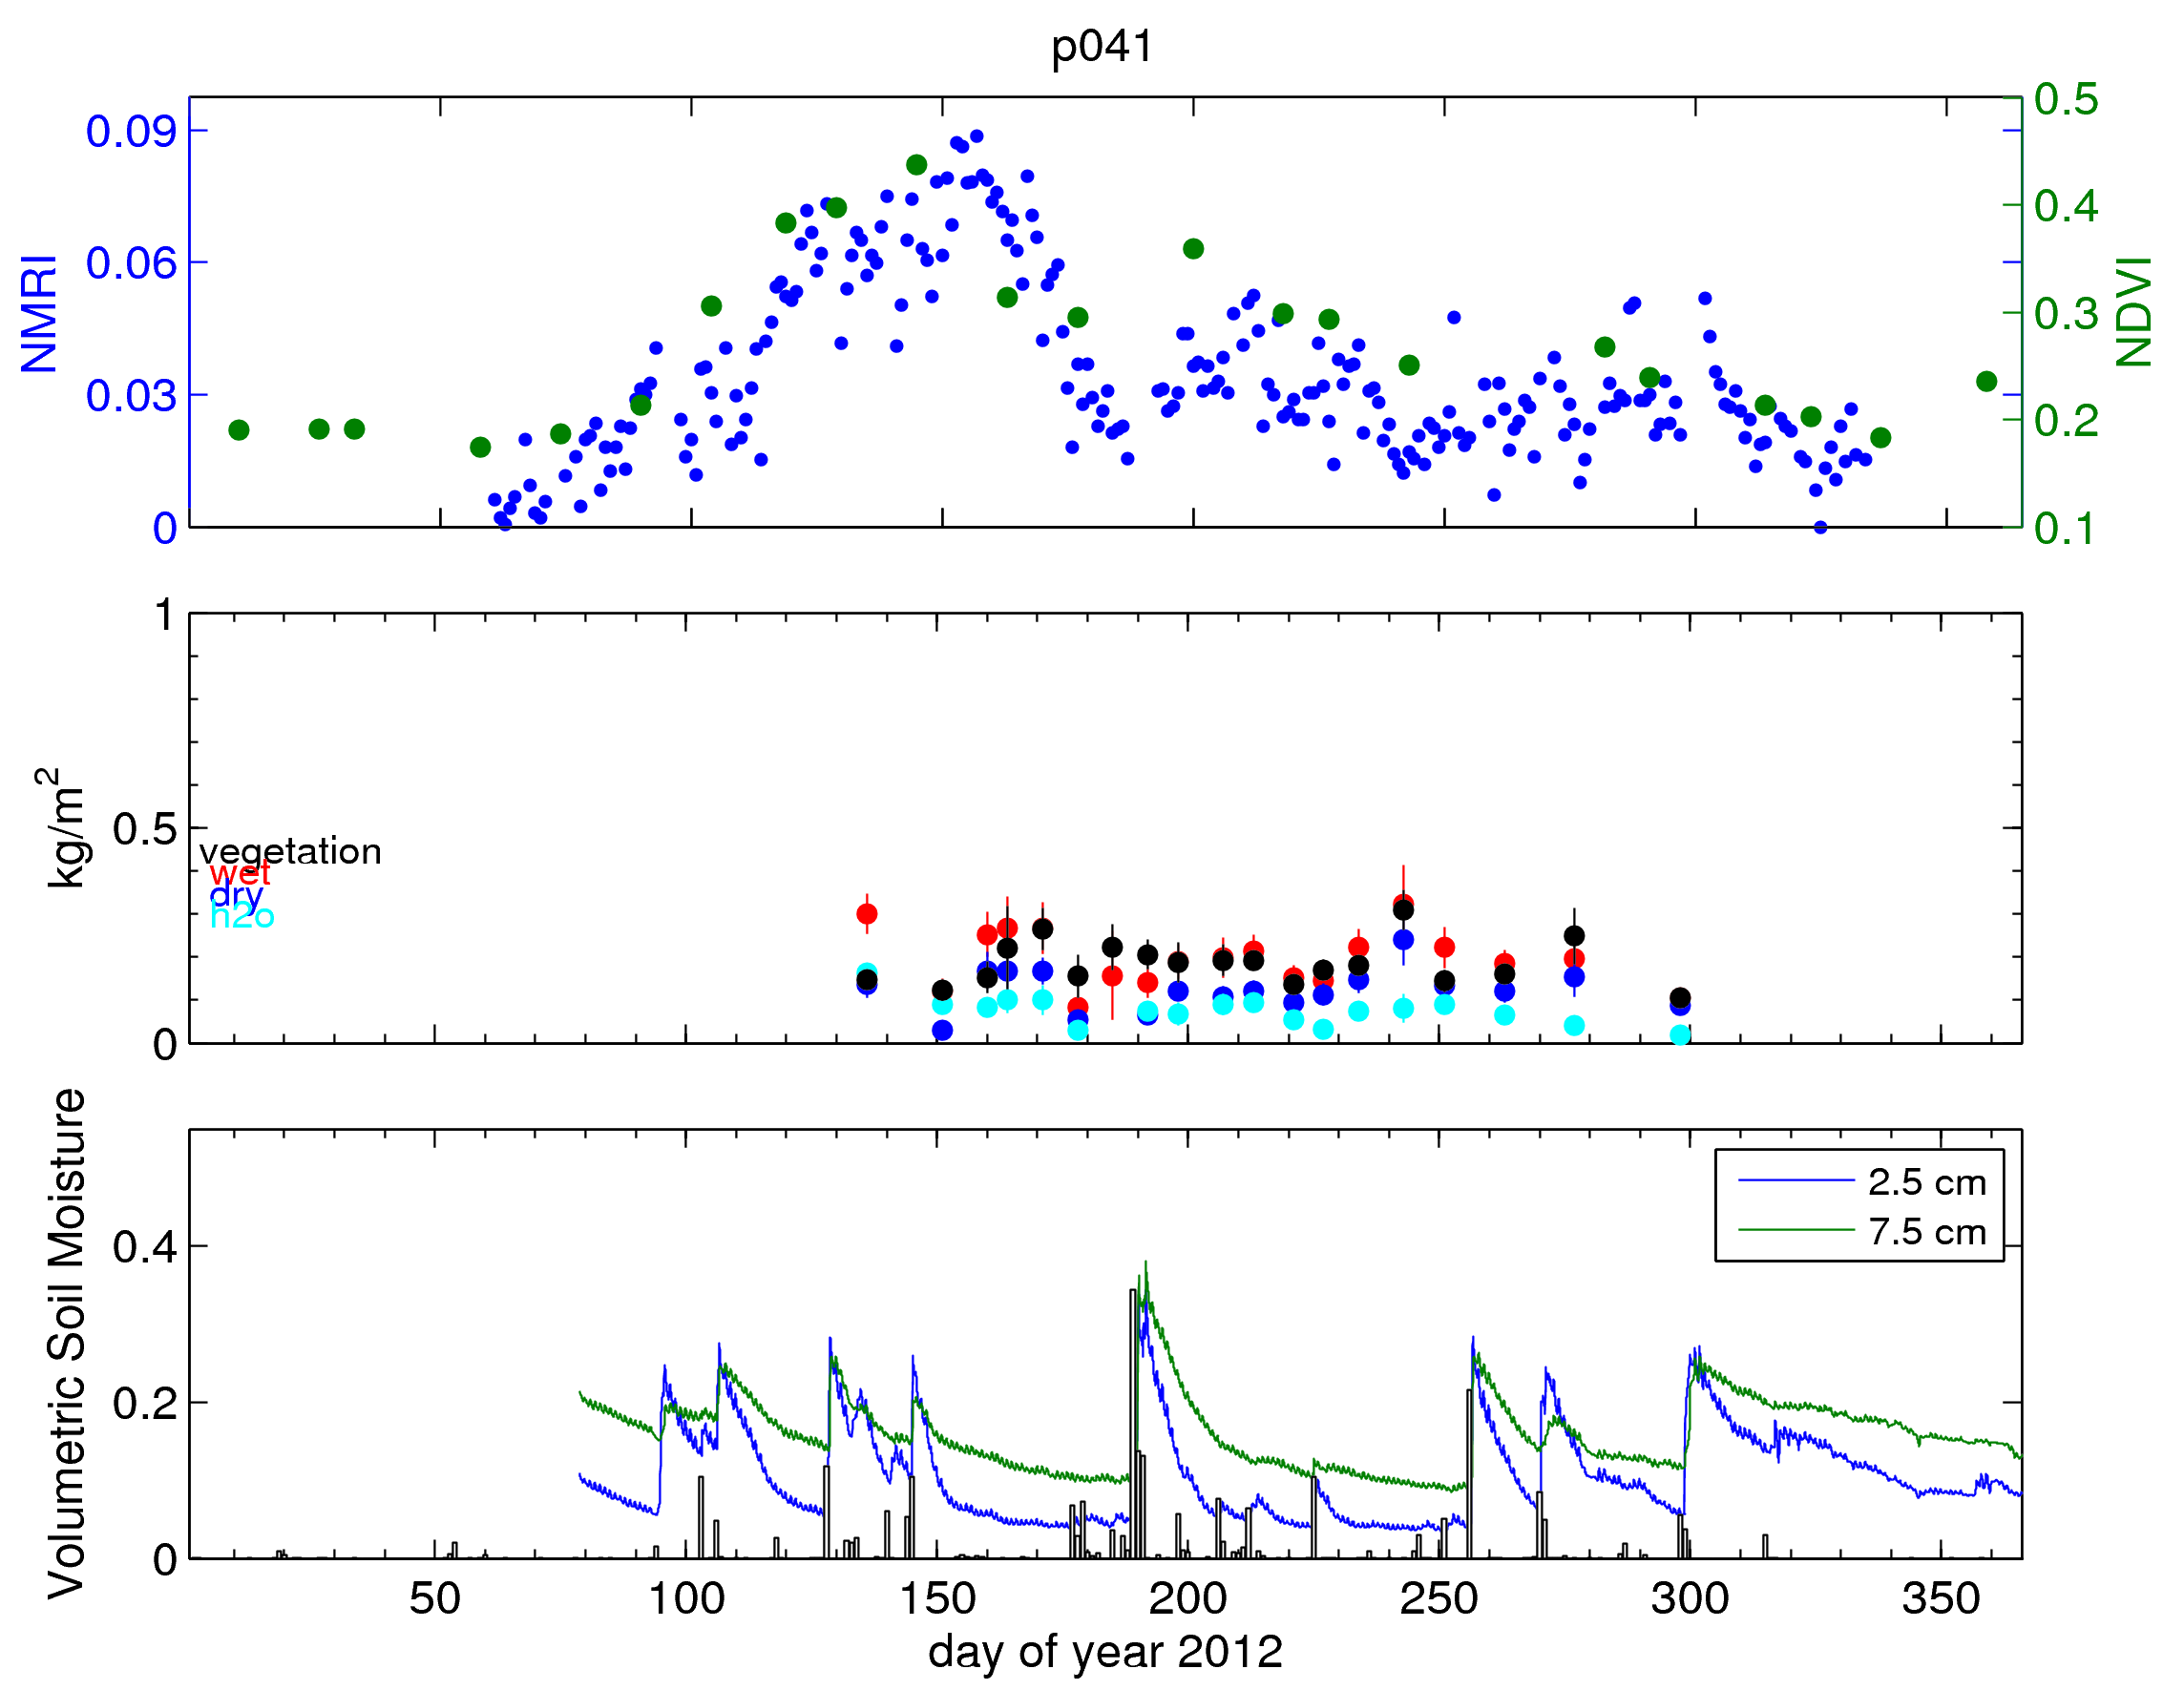 p041
0.09
0.06
0.03
0
NMRI
0.5
0.4
0.3
0.2
0.1
NDVI
1
0.5
0
kg/m²
vegetation
wet
dry
h2o
0.4
0.2
0
Volumetric Soil Moisture
2.5 cm
7.5 cm
50 100 150 200 250 300 350
day of year 2012